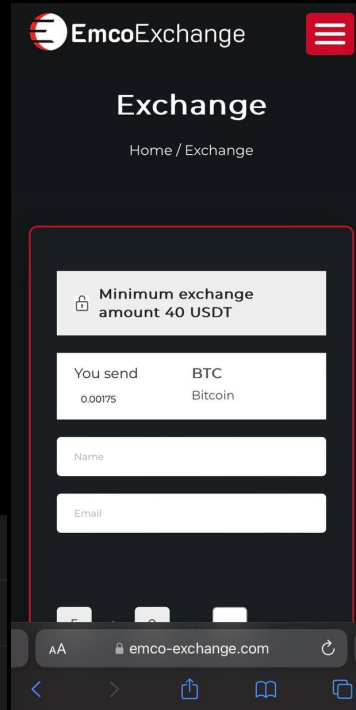 EmcoExchange
Exchange
Home / Exchange
Minimum exchange
amount 40 USDT
You send BTC
0.00175 Bitcoin
Name
Email
AA emco-exchange.com